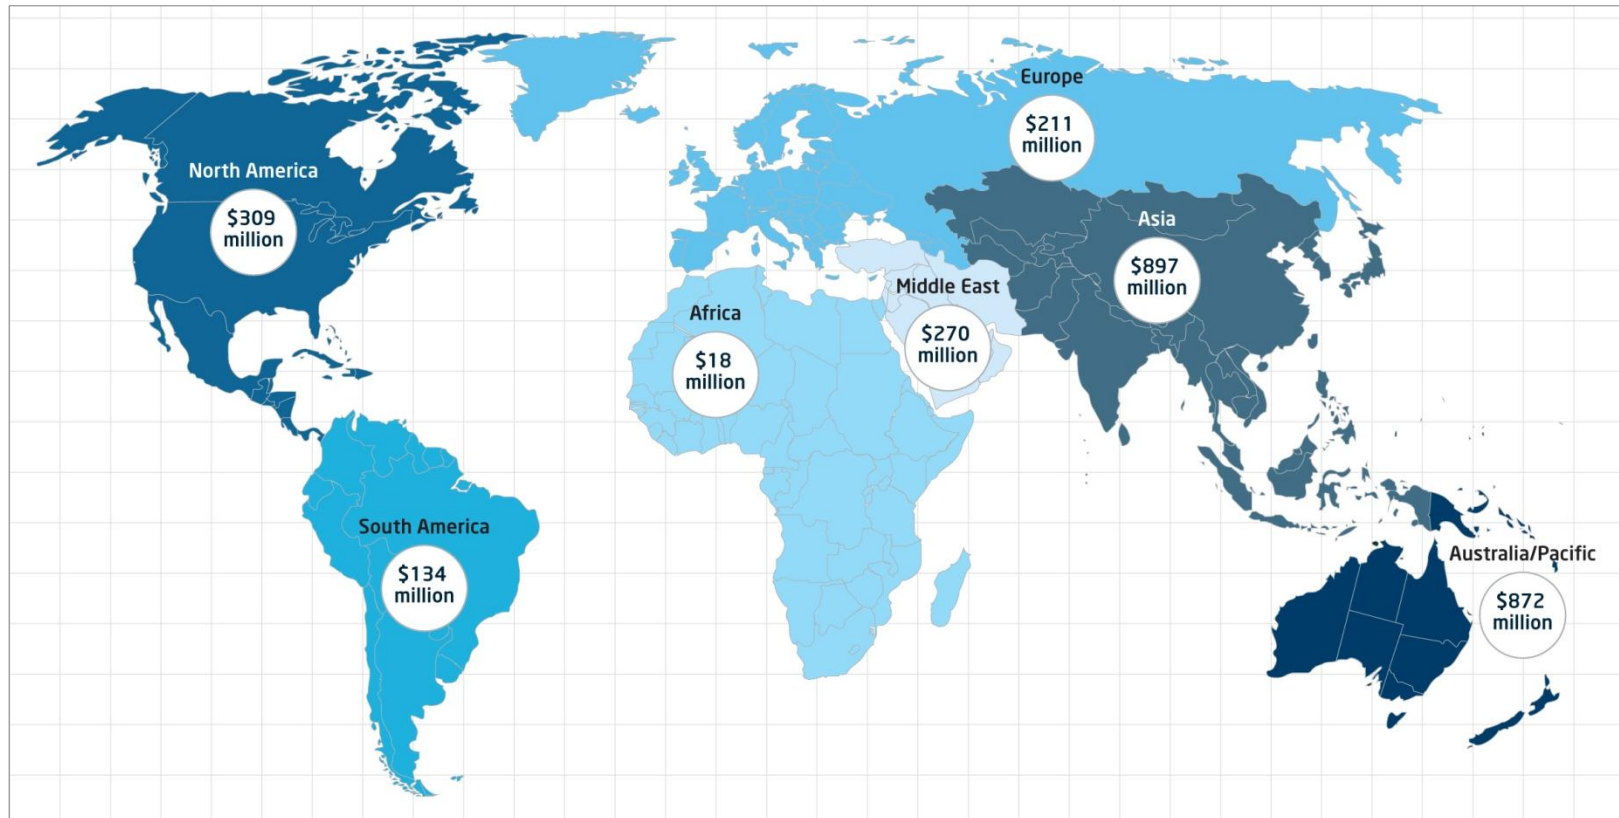 Europe
$211
million
North America
$309
million
Asia
$897
million
Middle East
$270
million
Africa
$18
million
South America
$134
million
Australia/Pacific
$872
million